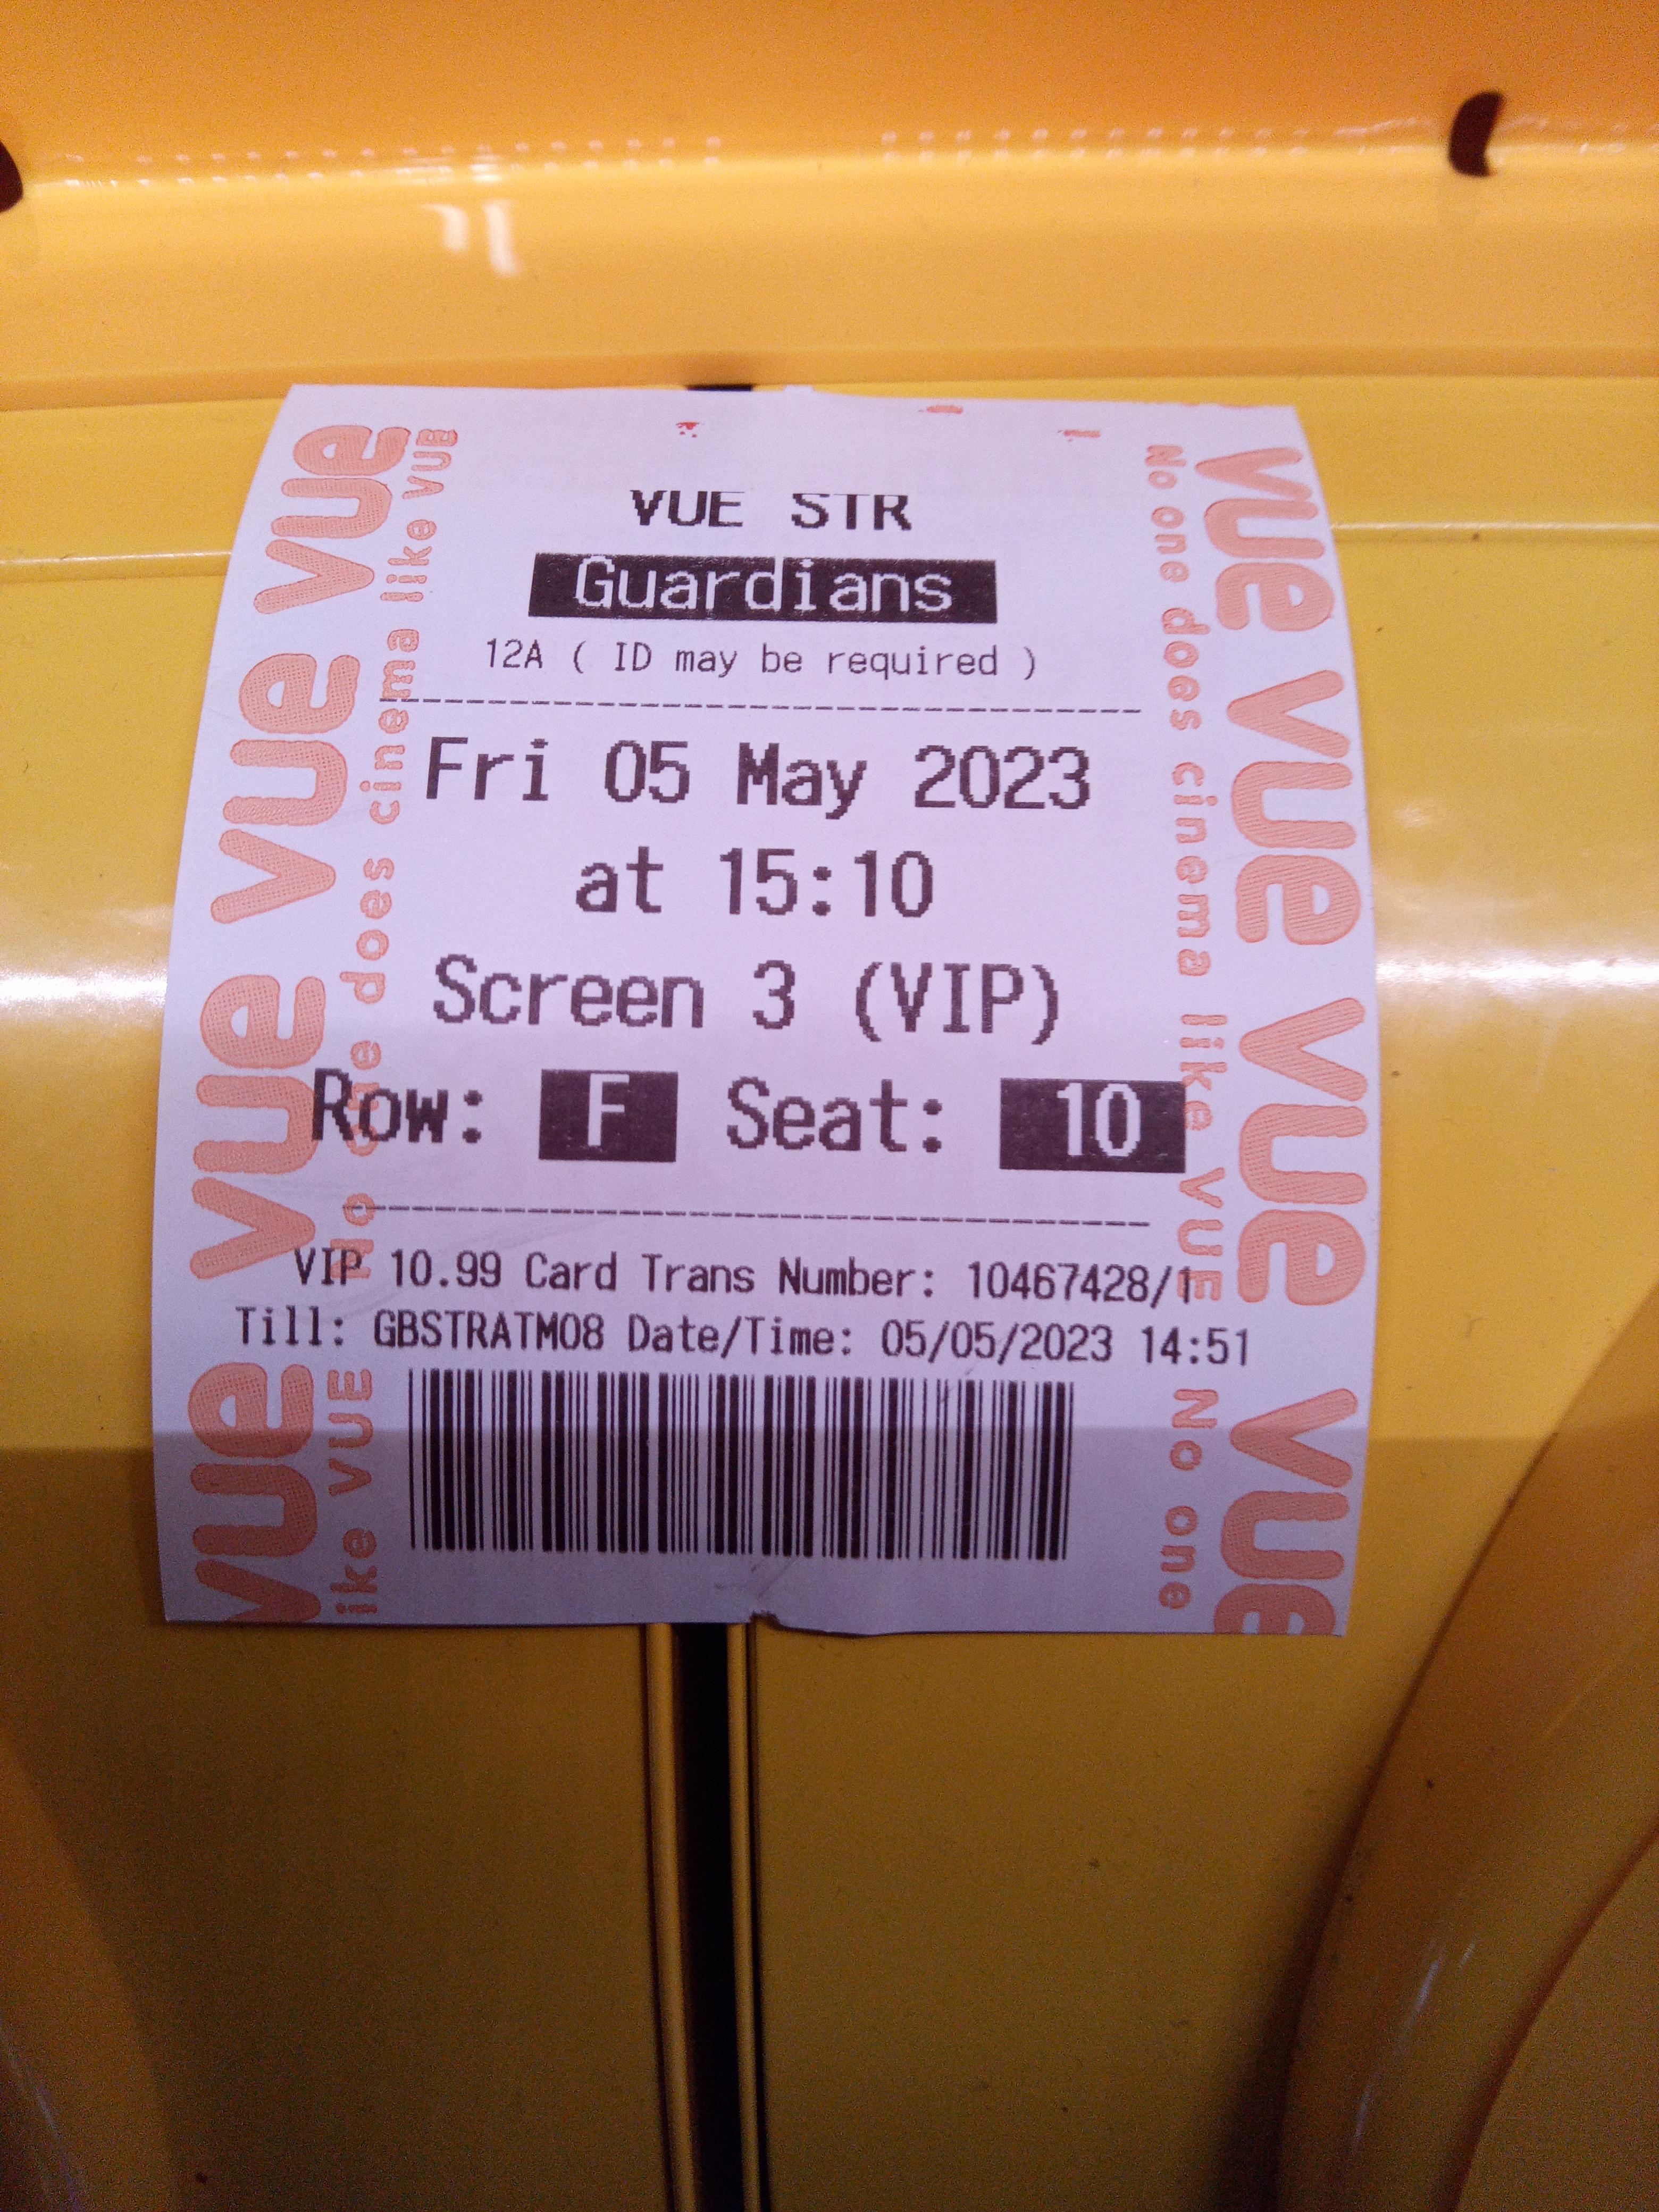 VUE STR
Guardians
12A ( ID may be required )
Fri 05 May 2023
at 15:10
Screen 3 (VIP)
Row: F Seat: 10
VIP 10.99 Card Trans Number: 10467428/1
Till: GBSTRATM08 Date/Time: 05/05/2023 14:51
vue vue vue vue
No one does cinema like VUE
like VUE
vue vue vue vue
No one does cinema like VUE
No one